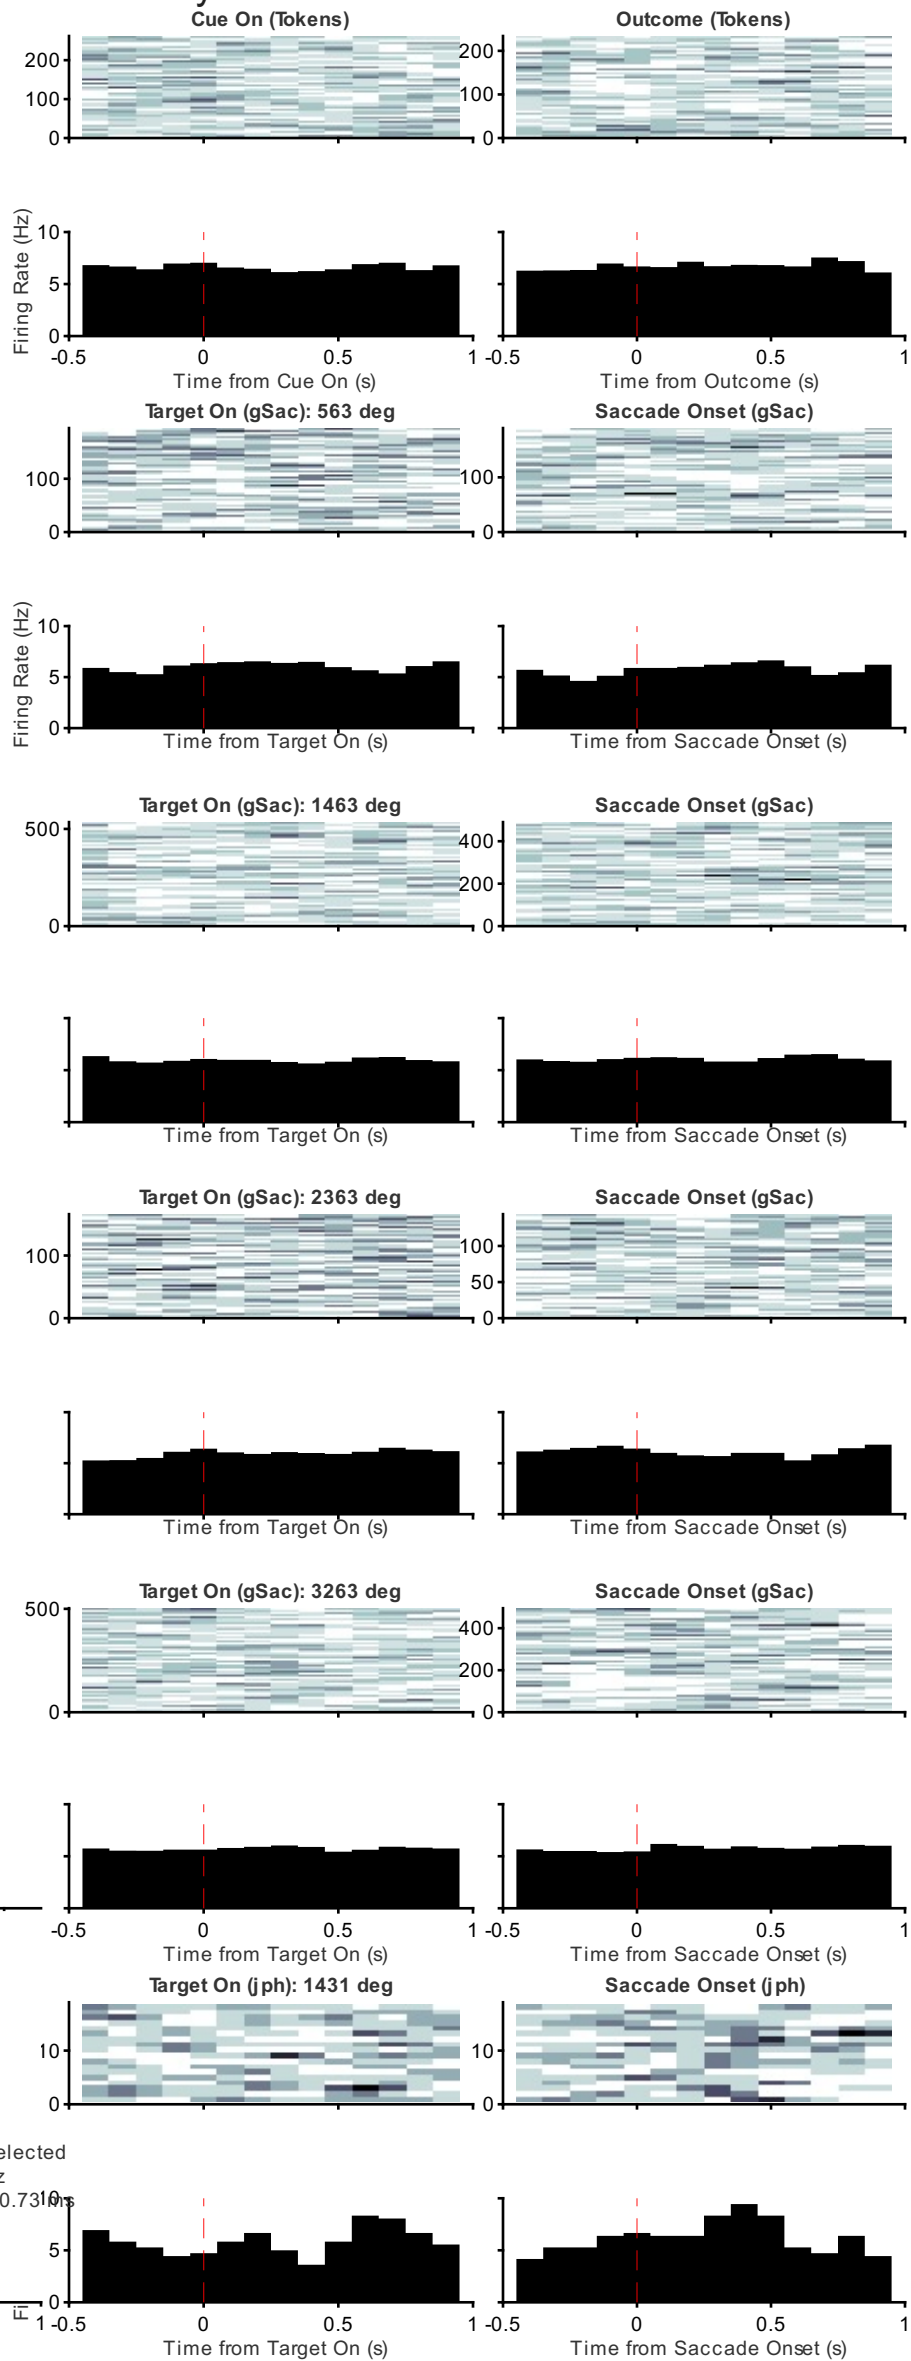 Cue On (Tokens) Outcome (Tokens)
200 200
100 100
0 0
Firing Rate (Hz)
10
5
0
-0.5 0 0.5 1 -0.5 0 0.5 1
Time from Cue On (s) Time from Outcome (s)
Target On (gSac): 563 deg Saccade Onset (gSac)
100 100
0 0
Firing Rate (Hz)
10
5
0
Time from Target On (s) Time from Saccade Onset (s)
Target On (gSac): 1463 deg Saccade Onset (gSac)
500 400
200
0 0
Time from Target On (s) Time from Saccade Onset (s)
Target On (gSac): 2363 deg Saccade Onset (gSac)
100 100
50
0 0
Time from Target On (s) Time from Saccade Onset (s)
Target On (gSac): 3263 deg Saccade Onset (gSac)
500 400
200
0 0
-0.5 0 0.5 1 -0.5 0 0.5 1
Time from Target On (s) Time from Saccade Onset (s)
Target On (jph): 1431 deg Saccade Onset (jph)
10 10
0 0
elected
z
0.73 ms
10
5
0
Fi
1 -0.5 0 0.5 1 -0.5 0 0.5 1
Time from Target On (s) Time from Saccade Onset (s)